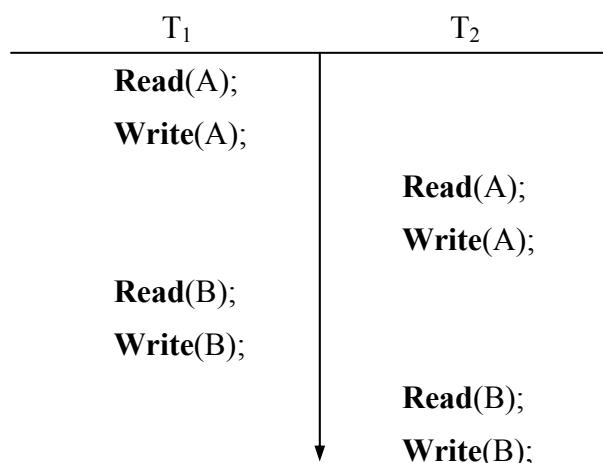 T₁ T₂
Read(A);
Write(A);
Read(A);
Write(A);
Read(B);
Write(B);
Read(B);
Write(B);